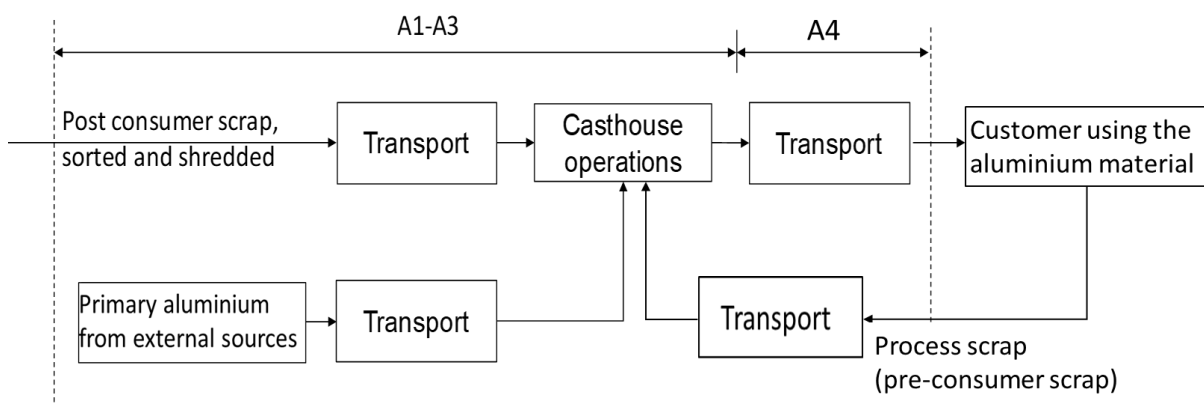 A1-A3
A4
Post consumer scrap,
sorted and shredded
Transport
Casthouse
operations
Transport
Customer using the
aluminium material
Primary aluminium
from external sources
Transport
Transport
Process scrap
(pre-consumer scrap)